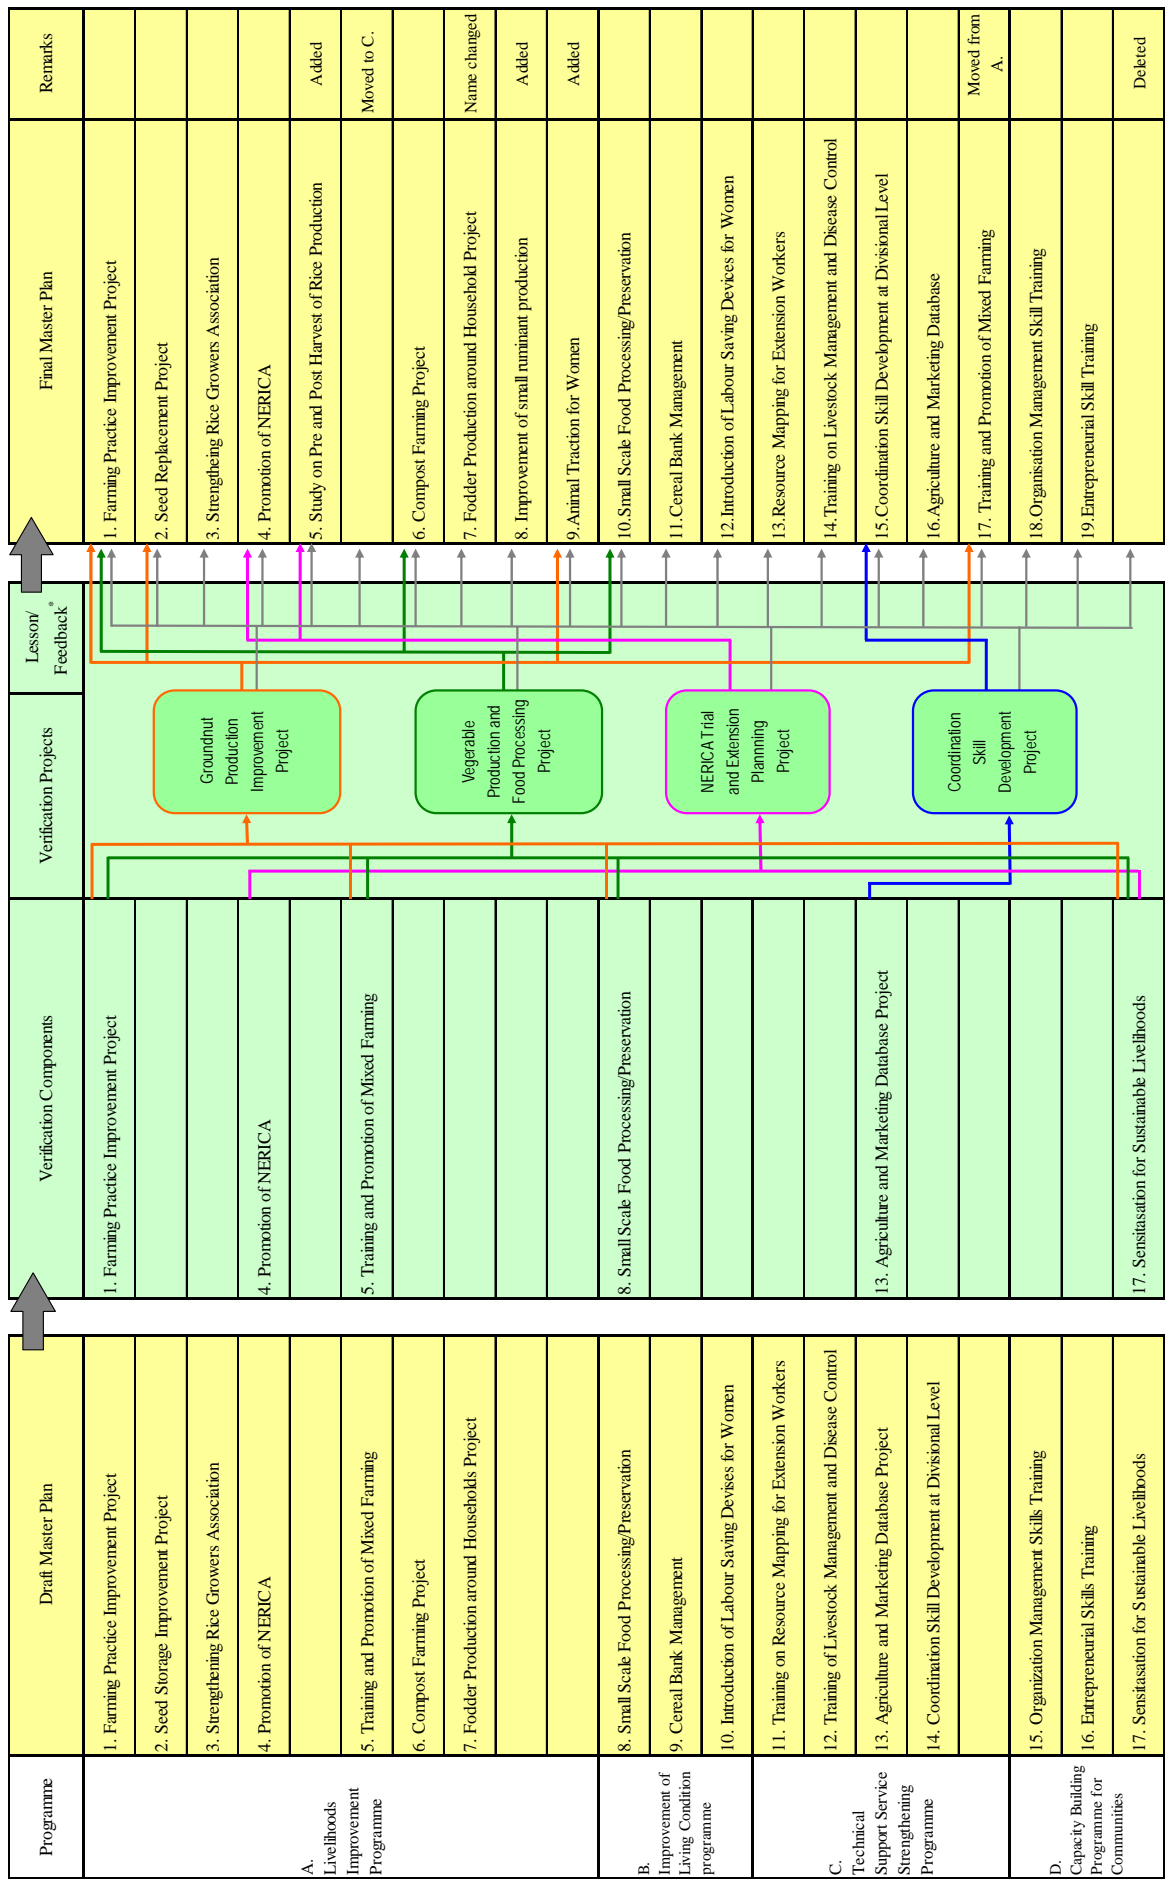 Programme
Draft Master Plan
Verification Components
Verification Projects
Lesson/
Feedback*
Final Master Plan
Remarks
A.
Livelihoods
Improvement
Programme
1. Farming Practice Improvement Project
2. Seed Storage Improvement Project
3. Strengthening Rice Growers Association
4. Promotion of NERICA
5. Training and Promotion of Mixed Farming
6. Compost Farming Project
7. Fodder Production around Households Project
B.
Improvement of
Living Condition
programme
8. Small Scale Food Processing/Preservation
9. Cereal Bank Management
10. Introduction of Labour Saving Devises for Women
C.
Technical
Support Service
Strengthening
Programme
11. Training on Resource Mapping for Extension Workers
12. Training of Livestock Management and Disease Control
13. Agriculture and Marketing Database Project
14. Coordination Skill Development at Divisional Level
D.
Capacity Building
Programme for
Communities
15. Organization Management Skills Training
16. Entrepreneurial Skills Training
17. Sensitasation for Sustainable Livelihoods
1. Farming Practice Improvement Project
4. Promotion of NERICA
5. Training and Promotion of Mixed Farming
8. Small Scale Food Processing/Preservation
13. Agriculture and Marketing Database Project
17. Sensitasation for Sustainable Livelihoods
Groundnut
Production
Improvement
Project
Vegerable
Production and
Food Processing
Project
NERICA Trial
and Extension
Plannning
Project
Coordination
Skill
Development
Project
1. Farming Practice Improvement Project
2. Seed Replacement Project
3. Strengtheing Rice Growers Association
4. Promotion of NERICA
5. Study on Pre and Post Harvest of Rice Production
Added
Moved to C.
6. Compost Farming Project
7. Fodder Production around Household Project
Name changed
8. Improvement of small ruminant production
Added
9.Animal Traction for Women
Added
10.Small Scale Food Processing/Preservation
11.Cereal Bank Management
12.Introduction of Labour Saving Devices for Women
13.Resource Mapping for Extension Workers
14.Training on Livestock Management and Disease Control
15.Coordination Skill Development at Divisional Level
16.Agriculture and Marketing Database
17. Training and Promotion of Mixed Farming
Moved from
A.
18.Organisation Management Skill Training
19.Entrepreneurial Skill Training
Deleted